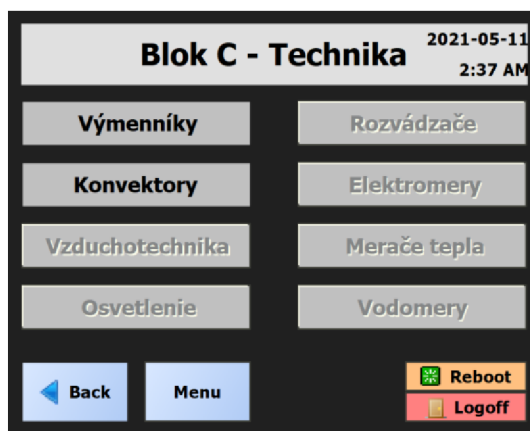 Blok C - Technika
2021-05-11
2:37 AM
Výmenníky
Rozvádzače
Konvektory
Elektromery
Vzduchotechnika
Merače tepla
Osvetlenie
Vodomery
Back
Menu
Reboot
Logoff